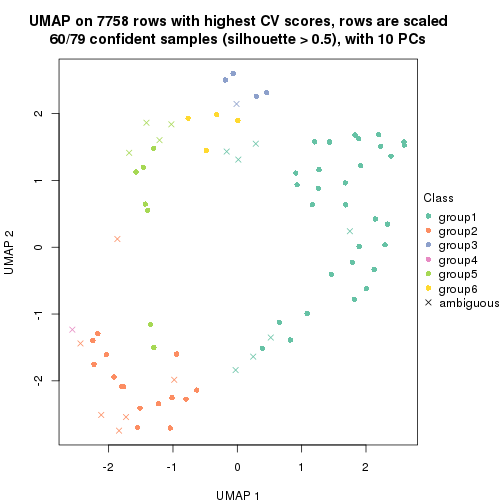 UMAP on 7758 rows with highest CV scores, rows are scaled
60/79 confident samples (silhouette > 0.5), with 10 PCs
UMAP 2
2
1
0
-1
-2
-2
-1
0
1
2
UMAP 1
Class
group1
group2
group3
group4
group5
group6
ambiguous